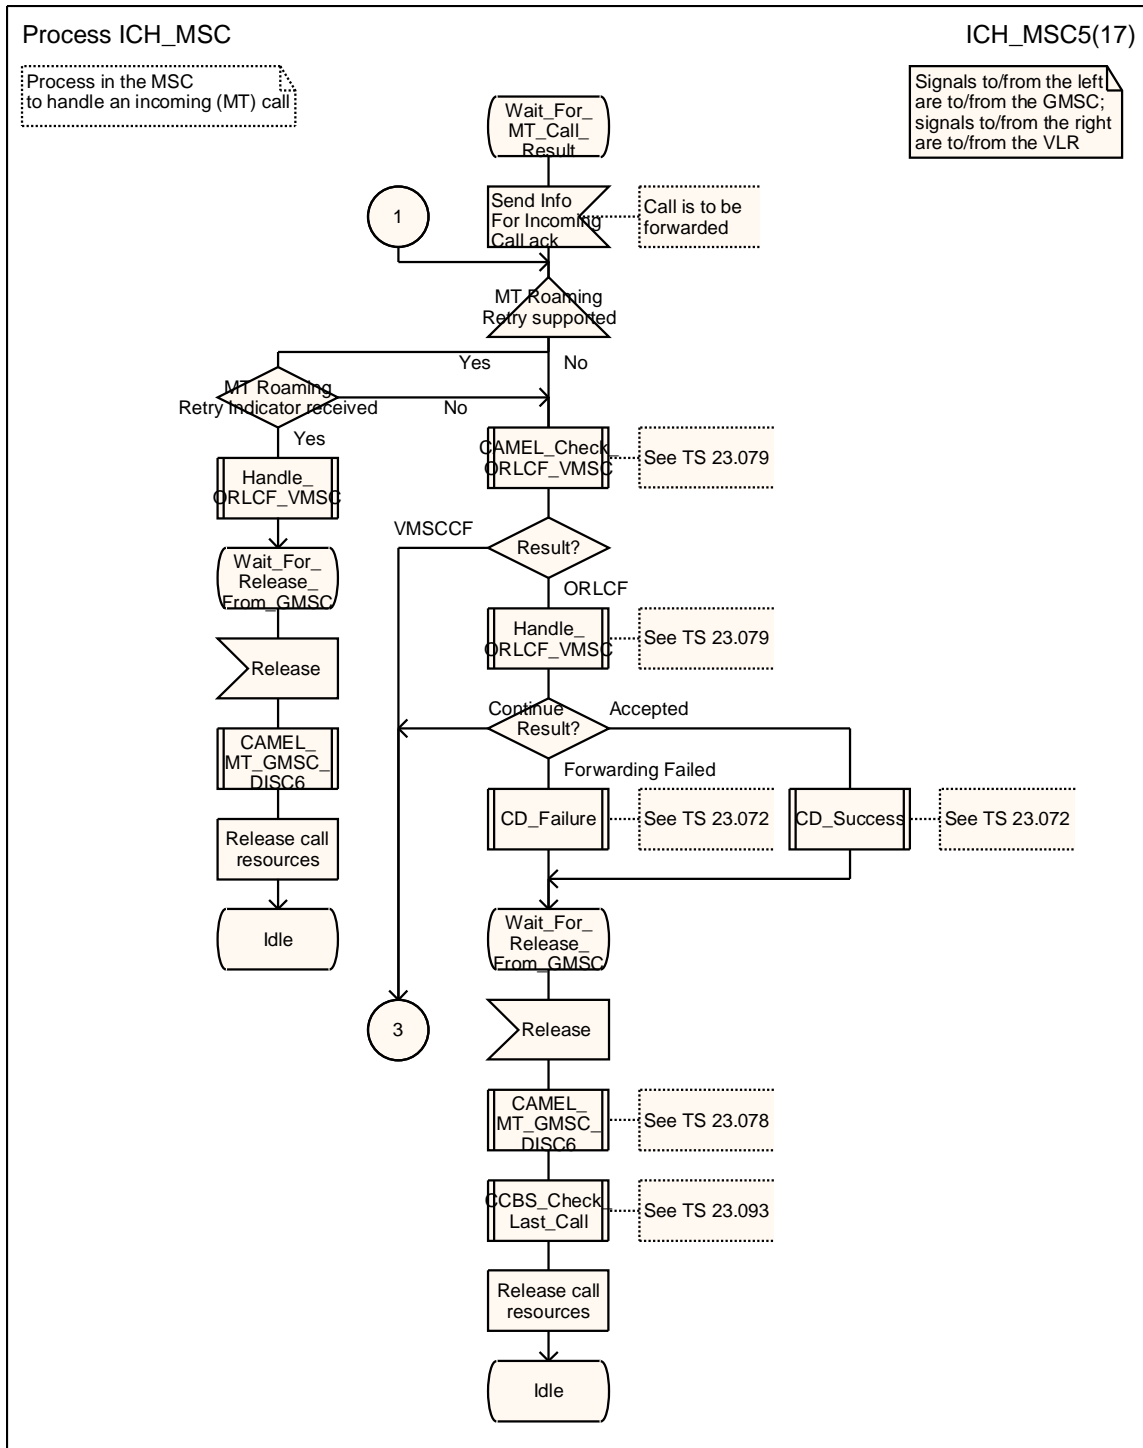 Process ICH_MSC
ICH_MSC5(17)
Process in the MSC
to handle an incoming (MT) call
Signals to/from the left
are to/from the GMSC;
signals to/from the right
are to/from the VLR
Wait_For_
MT_Call_
Result
1
Send Info
For Incoming
Call ack
Call is to be
forwarded
MT Roaming
Retry supported
Yes
No
MT Roaming
Retry Indicator received
No
Yes
CAMEL_Check_
ORLCF_VMSC
See TS 23.079
Handle_
ORLCF_VMSC
VMSCCF
Result?
ORLCF
Wait_For_
Release_
From_GMSC
Handle_
ORLCF_VMSC
See TS 23.079
Release
Continue
Accepted
Result?
CAMEL_
MT_GMSC_
DISC6
Forwarding Failed
CD_Failure
See TS 23.072
CD_Success
See TS 23.072
Release call
resources
Idle
Wait_For_
Release_
From_GMSC
3
Release
CAMEL_
MT_GMSC_
DISC6
See TS 23.078
CCBS_Check_
Last_Call
See TS 23.093
Release call
resources
Idle